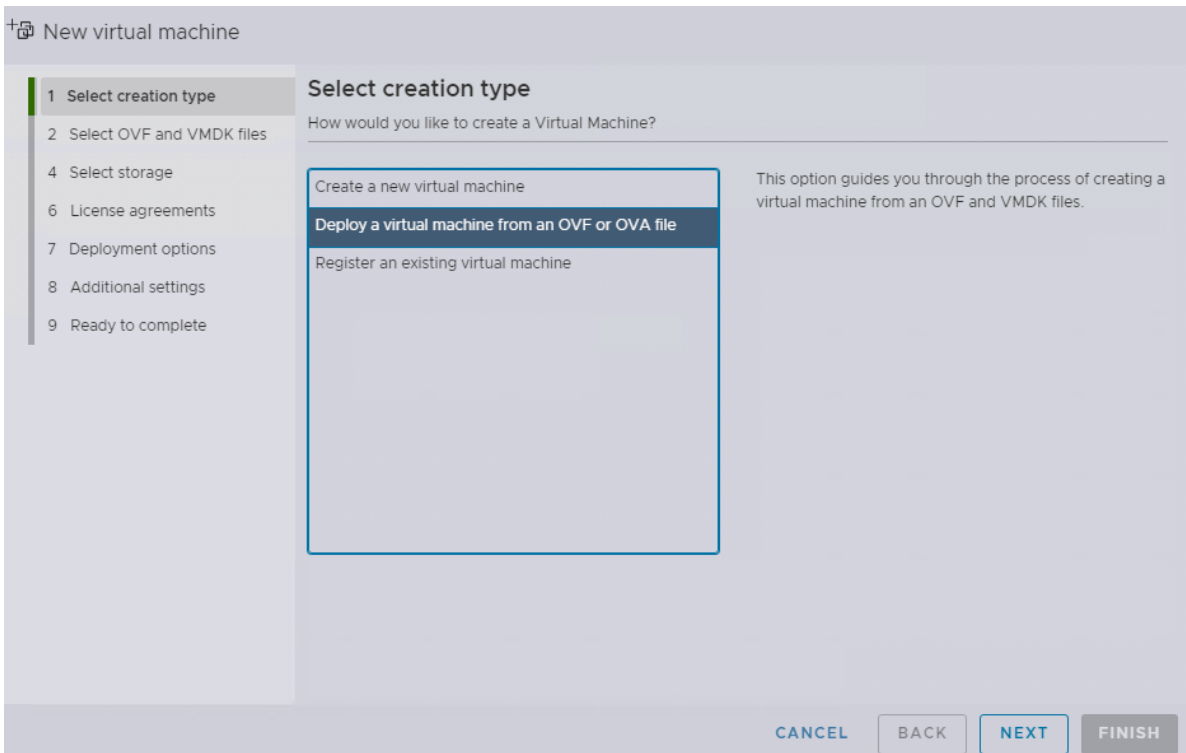 New virtual machine
1 Select creation type
2 Select OVF and VMDK files
4 Select storage
6 License agreements
7 Deployment options
8 Additional settings
9 Ready to complete
Select creation type
How would you like to create a Virtual Machine?
Create a new virtual machine
Deploy a virtual machine from an OVF or OVA file
Register an existing virtual machine
This option guides you through the process of creating a
virtual machine from an OVF and VMDK files.
CANCEL BACK NEXT FINISH